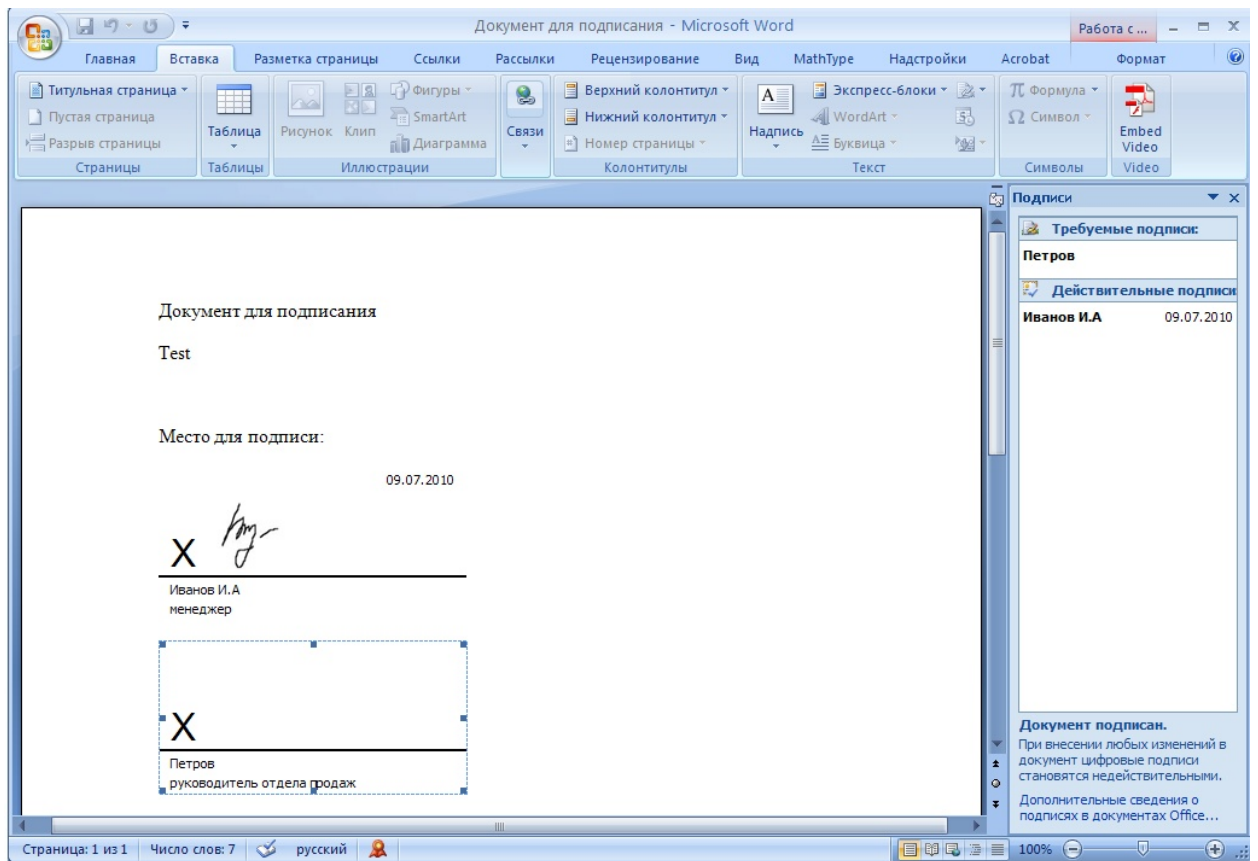 Документ для подписания - Microsoft Word
Работа с ...
Главная Вставка Разметка страницы Ссылки Рассылки Рецензирование Вид MathType Надстройки Acrobat Формат
Титульная страница
Пустая страница
Разрыв страницы
Страницы
Таблица
Таблицы
Рисунок
Клип
Фигуры
SmartArt
Диаграмма
Иллюстрации
Связи
Верхний колонтитул
Нижний колонтитул
Номер страницы
Колонтитулы
Надпись
Экспресс-блоки
WordArt
Буквица
Текст
Формула
Символ
Символы
Embed
Video
Video
Документ для подписания
Test
Место для подписи:
09.07.2010
X
Иванов И.А
менеджер
X
Петров
руководитель отдела продаж
Подписи
Требуемые подписи:
Петров
Действительные подписи
Иванов И.А 09.07.2010
Документ подписан.
При внесении любых изменений в
документ цифровые подписи
становятся недействительными.
Дополнительные сведения о
подписях в документах Office...
Страница: 1 из 1 Число слов: 7 русский 100%